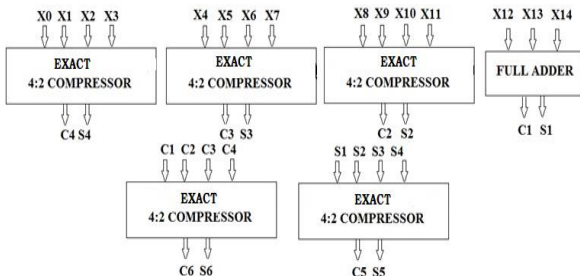 X0 X1 X2 X3 X4 X5 X6 X7 X8 X9 X10 X11 X12 X13 X14
EXACT
4:2 COMPRESSOR
EXACT
4:2 COMPRESSOR
EXACT
4:2 COMPRESSOR
FULL ADDER
C4 S4 C3 S3 C2 S2 C1 S1
C1 C2 C3 C4 S1 S2 S3 S4
EXACT
4:2 COMPRESSOR
EXACT
4:2 COMPRESSOR
C6 S6 C5 S5